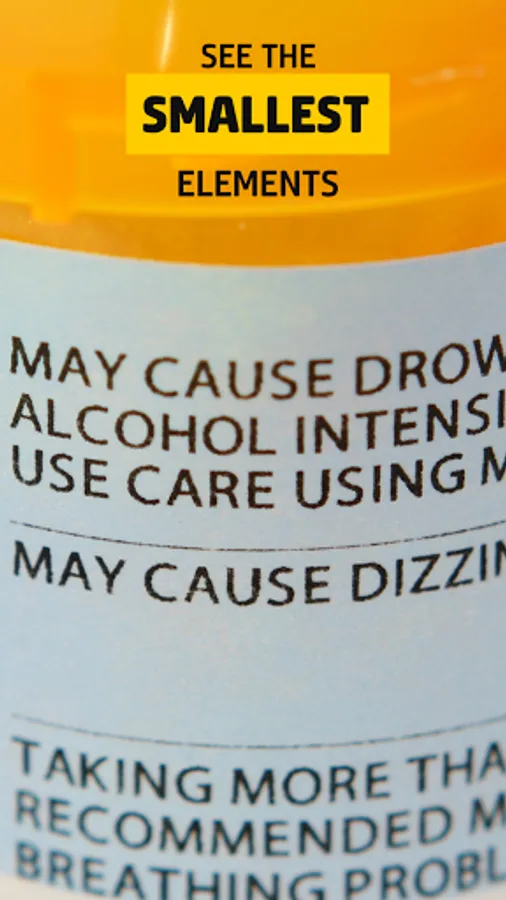 SEE THE
SMALLEST
ELEMENTS
MAY CAUSE DROW
ALCOHOL INTENSI
USE CARE USING M
MAY CAUSE DIZZIN
TAKING MORE THA
RECOMMENDED M
BREATHING PROBL